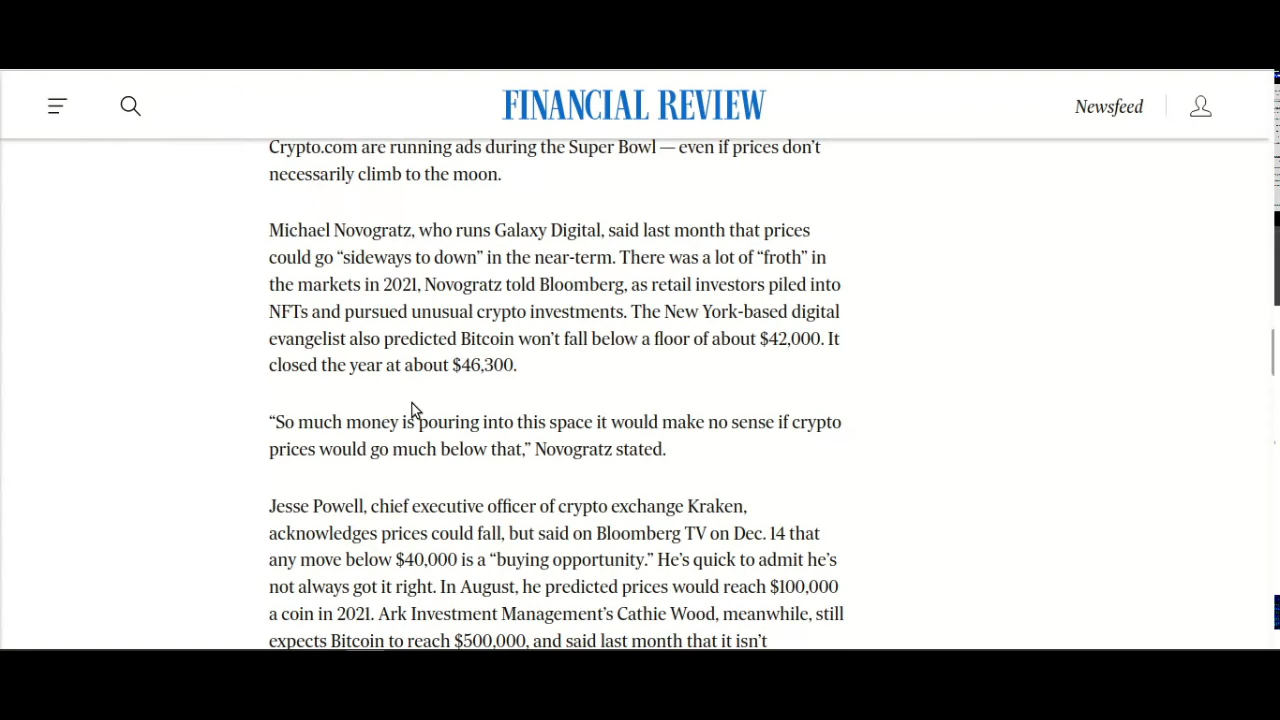 FINANCIAL REVIEW
Newsfeed
Crypto.com are running ads during the Super Bowl — even if prices don’t
necessarily climb to the moon.
Michael Novogratz, who runs Galaxy Digital, said last month that prices
could go “sideways to down” in the near-term. There was a lot of “froth” in
the markets in 2021, Novogratz told Bloomberg, as retail investors piled into
NFTs and pursued unusual crypto investments. The New York-based digital
evangelist also predicted Bitcoin won’t fall below a floor of about $42,000. It
closed the year at about $46,300.
“So much money is pouring into this space it would make no sense if crypto
prices would go much below that,” Novogratz stated.
Jesse Powell, chief executive officer of crypto exchange Kraken,
acknowledges prices could fall, but said on Bloomberg TV on Dec. 14 that
any move below $40,000 is a “buying opportunity.” He’s quick to admit he’s
not always got it right. In August, he predicted prices would reach $100,000
a coin in 2021. Ark Investment Management’s Cathie Wood, meanwhile, still
expects Bitcoin to reach $500,000, and said last month that it isn’t